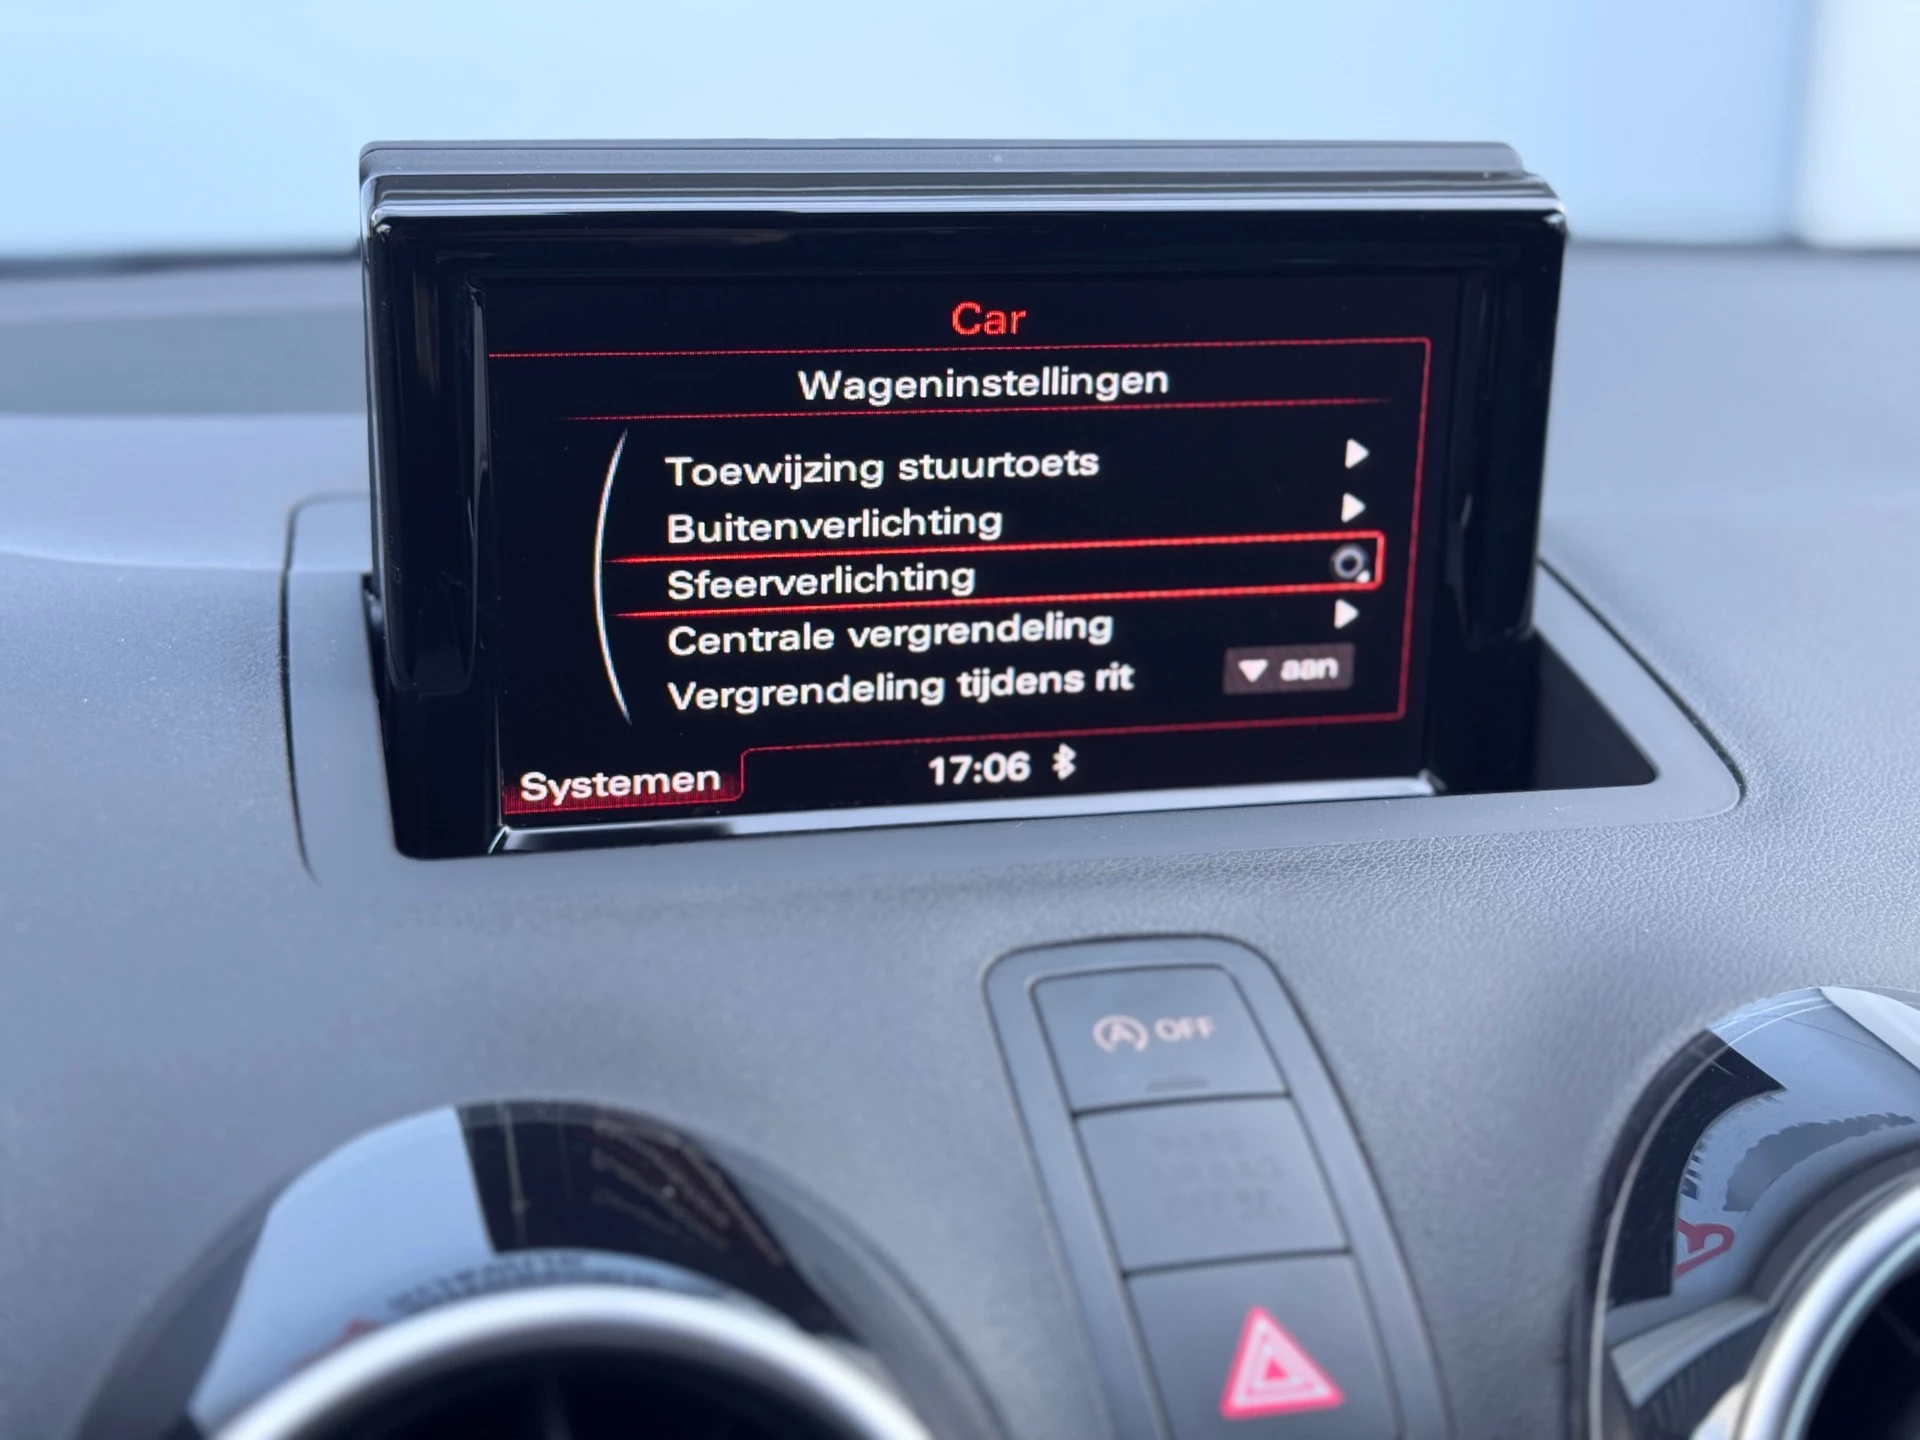 Car
Wageninstellingen
Toewijzing stuurtoets
Buitenverlichting
Sfeerverlichting
Centrale vergrendeling
Vergrendeling tijdens rit aan
Systemen 17:06
A OFF